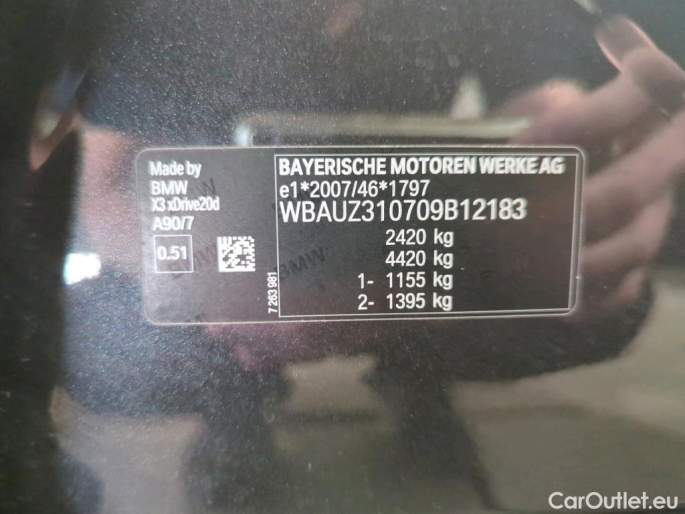 Made by
BMW
X3 xDrive20d
A90/7
0.51
7 263 981
BAYERISCHE MOTOREN WERKE AG
e1*2007/46*1797
WBAUZ310709B12183
2420 kg
4420 kg
1- 1155 kg
2- 1395 kg
BMW
CarOutlet.eu